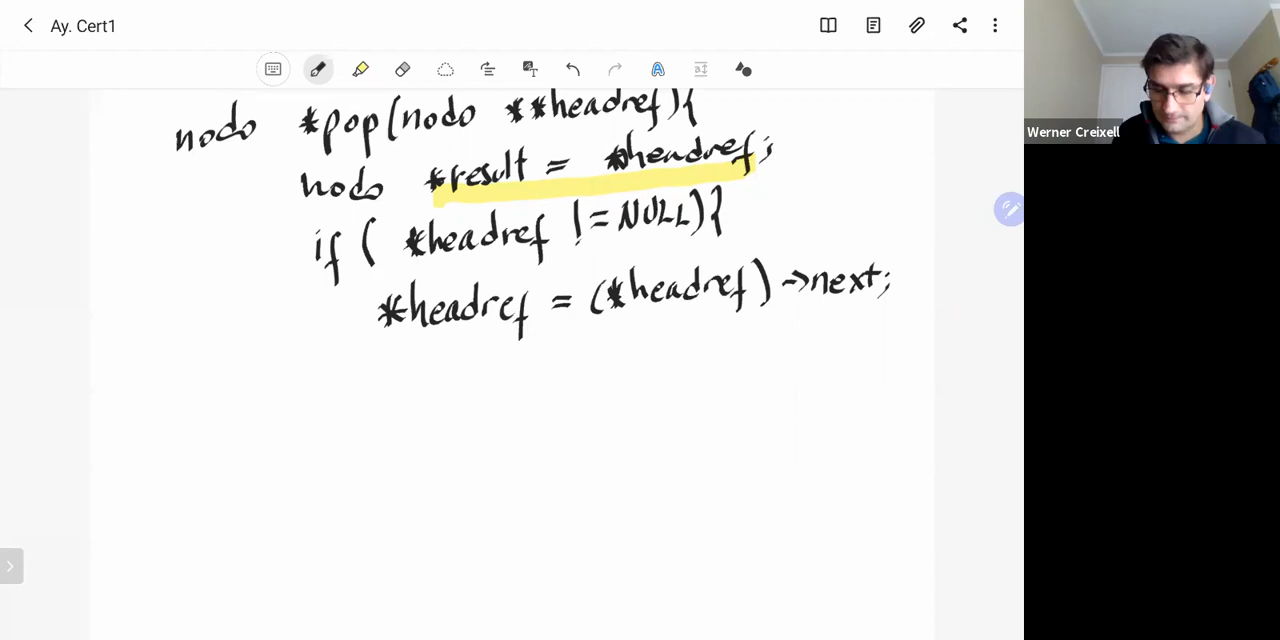 Ay. Cert1
Werner Creixell
nodo *pop(nodo **headref){
nodo *result = *headref;
if ( *headref != NULL){
*headref = (*headref)->next;